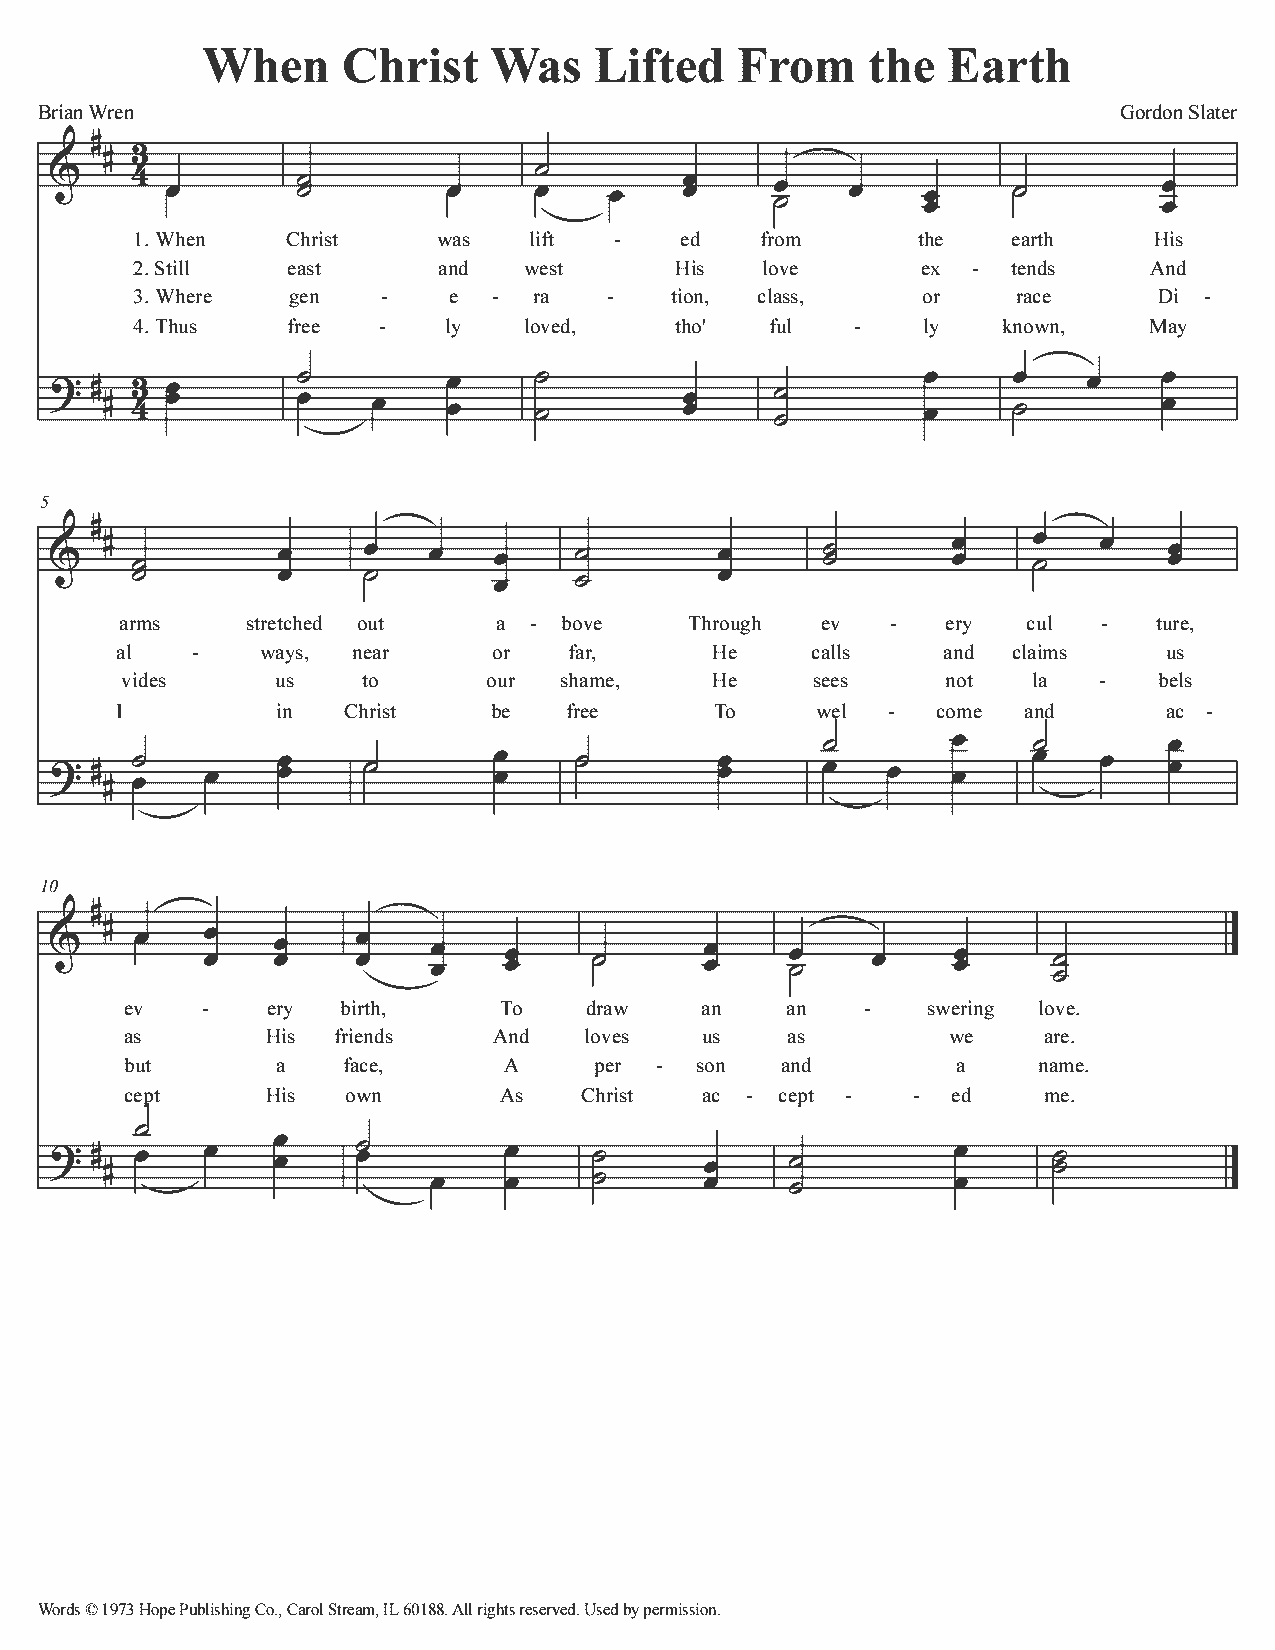 When Christ Was Lifted From the Earth
Brian Wren Gordon Slater
1. When Christ was lift - ed from the earth His
2. Still east and west His love ex - tends And
3. Where gen - e - ra - tion, class, or race Di -
4. Thus free - ly loved, tho' ful - ly known, May
5
arms stretched out a - bove Through ev - ery cul - ture,
al - ways, near or far, He calls and claims us
vides us to our shame, He sees not la - bels
I in Christ be free To wel - come and ac -
10
ev - ery birth, To draw an an - swering love.
as His friends And loves us as we are.
but a face, A per - son and a name.
cept His own As Christ ac - cept - - ed me.
Words © 1973 Hope Publishing Co., Carol Stream, IL 60188. All rights reserved. Used by permission.